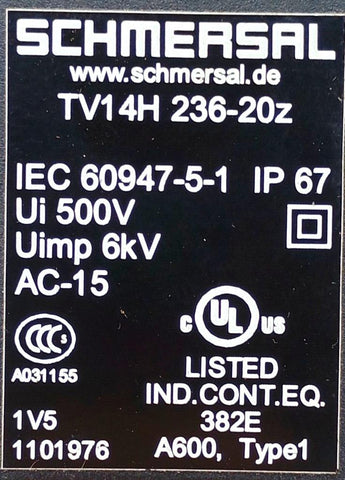 SCHMERSAL
www.schmersal.de
TV14H 236-20z
IEC 60947-5-1 IP 67
Ui 500V
Uimp 6kV
AC-15
CCC S
A031155
c UL US
LISTED
IND.CONT.EQ.
382E
A600, Type1
1V5
1101976